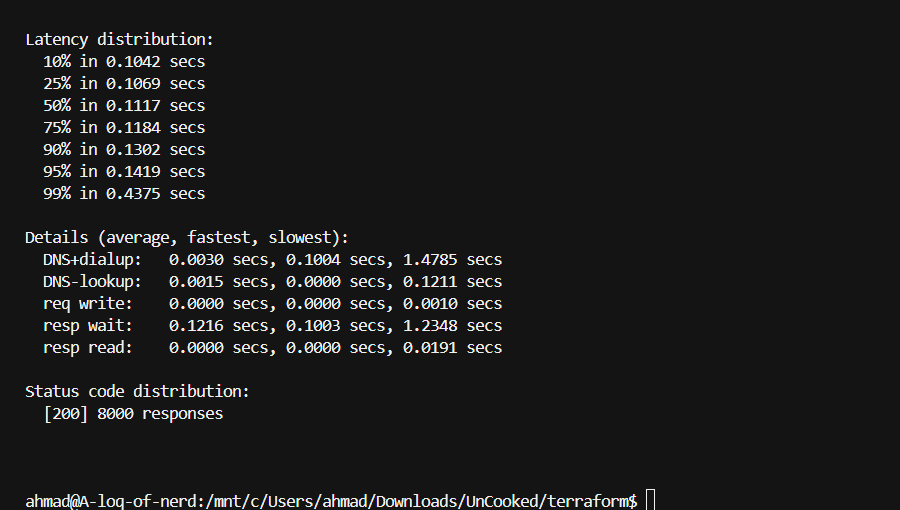 Latency distribution:
10% in 0.1042 secs
25% in 0.1069 secs
50% in 0.1117 secs
75% in 0.1184 secs
90% in 0.1302 secs
95% in 0.1419 secs
99% in 0.4375 secs
Details (average, fastest, slowest):
DNS+dialup: 0.0030 secs, 0.1004 secs, 1.4785 secs
DNS-lookup: 0.0015 secs, 0.0000 secs, 0.1211 secs
req write: 0.0000 secs, 0.0000 secs, 0.0010 secs
resp wait: 0.1216 secs, 0.1003 secs, 1.2348 secs
resp read: 0.0000 secs, 0.0000 secs, 0.0191 secs
Status code distribution:
[200] 8000 responses
ahmad@A-loq-of-nerd:/mnt/c/Users/ahmad/Downloads/UnCooked/terraform$